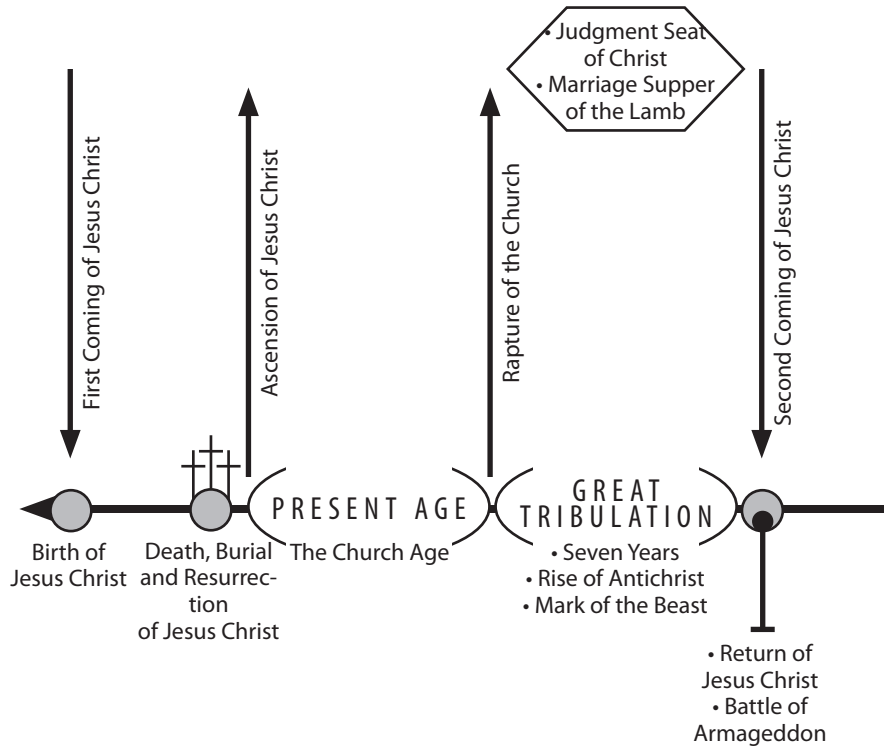 • Judgment Seat
of Christ
• Marriage Supper
of the Lamb
First Coming of Jesus Christ
Ascension of Jesus Christ
Rapture of the Church
Second Coming of Jesus Christ
PRESENT AGE
GREAT
TRIBULATION
Birth of
Jesus Christ
Death, Burial
and Resurrec-
tion
of Jesus Christ
The Church Age
• Seven Years
• Rise of Antichrist
• Mark of the Beast
• Return of
Jesus Christ
• Battle of
Armageddon